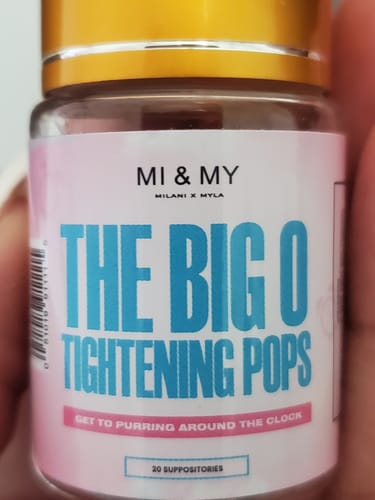 MI & MY
MILANI X MYLA
THE BIG O
TIGHTENING POPS
GET TO PURRING AROUND THE CLOCK
20 SUPPOSITORIES